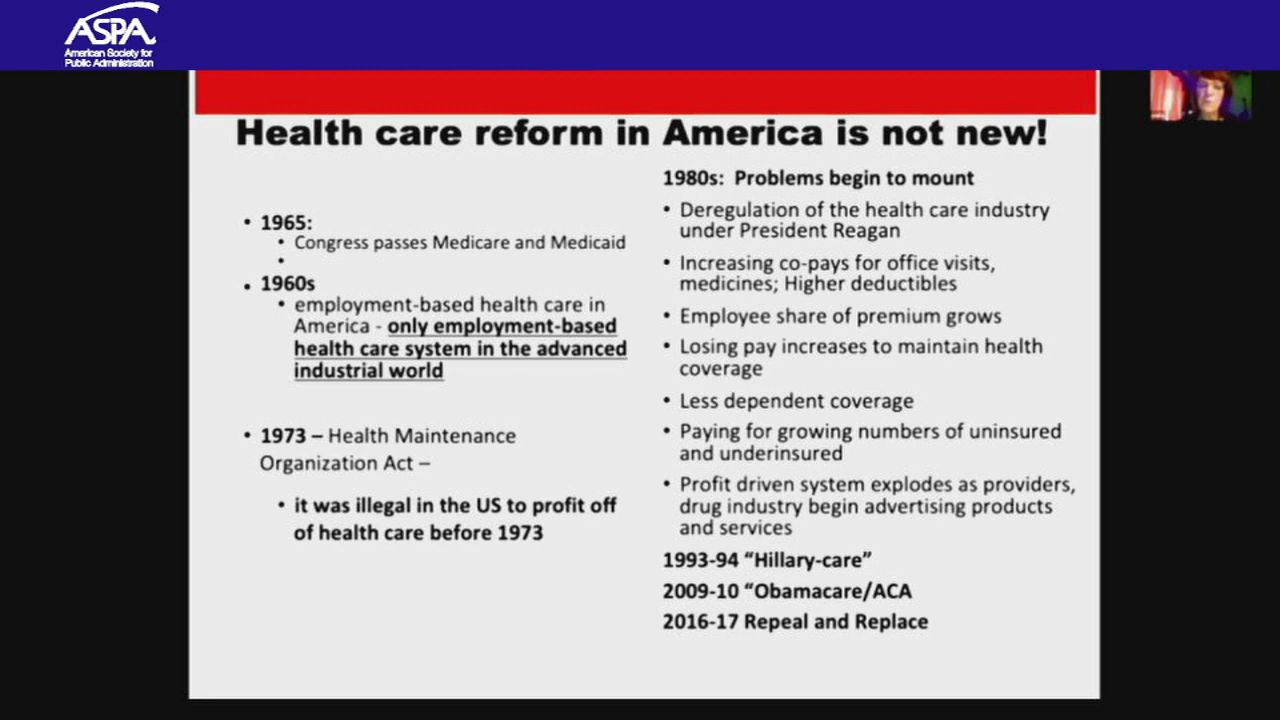 ASPA
American Society for
Public Administration
Health care reform in America is not new!
• 1965:
• Congress passes Medicare and Medicaid
•
• 1960s
• employment-based health care in
America - only employment-based
health care system in the advanced
industrial world
• 1973 – Health Maintenance
Organization Act –
• it was illegal in the US to profit off
of health care before 1973
1980s: Problems begin to mount
• Deregulation of the health care industry
under President Reagan
• Increasing co-pays for office visits,
medicines; Higher deductibles
• Employee share of premium grows
• Losing pay increases to maintain health
coverage
• Less dependent coverage
• Paying for growing numbers of uninsured
and underinsured
• Profit driven system explodes as providers,
drug industry begin advertising products
and services
1993-94 “Hillary-care”
2009-10 “Obamacare/ACA
2016-17 Repeal and Replace